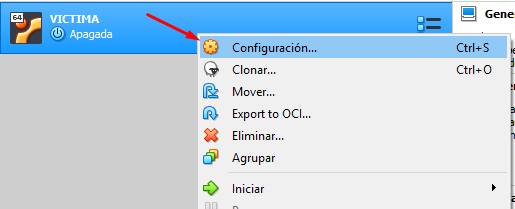 64
VICTIMA
Apagada
Gene
Configuración... Ctrl+S
Clonar... Ctrl+O
Mover...
Export to OCI...
Eliminar...
Agrupar
Iniciar